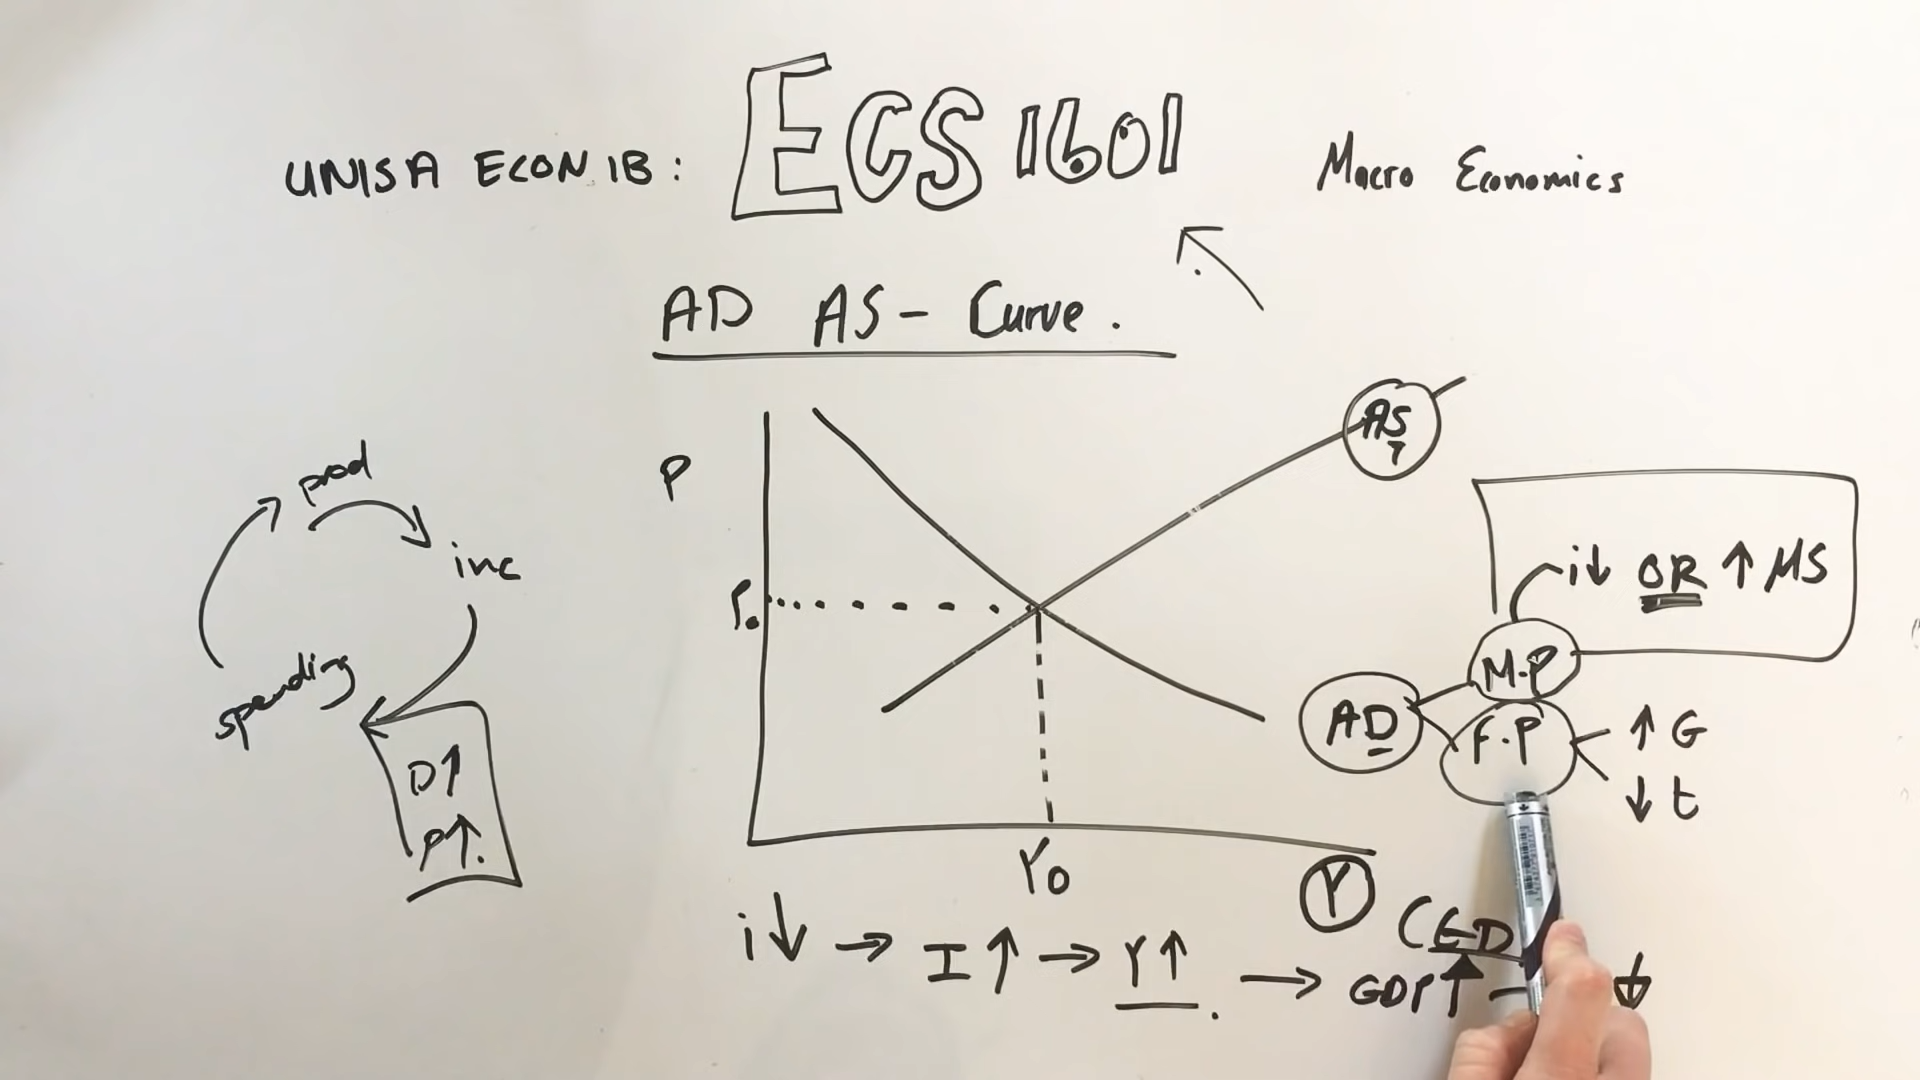 UNISA ECON 1B: ECS 1601 Macro Economics
AD AS- Curve.
P
AS
prod
inc
spending
D↑
P↑.
P₀
i↓ OR ↑ MS
M.P
AD
F.P
↑ G
↓ t
Y₀
Y
i↓ → I↑ → Y↑. → GDP↑